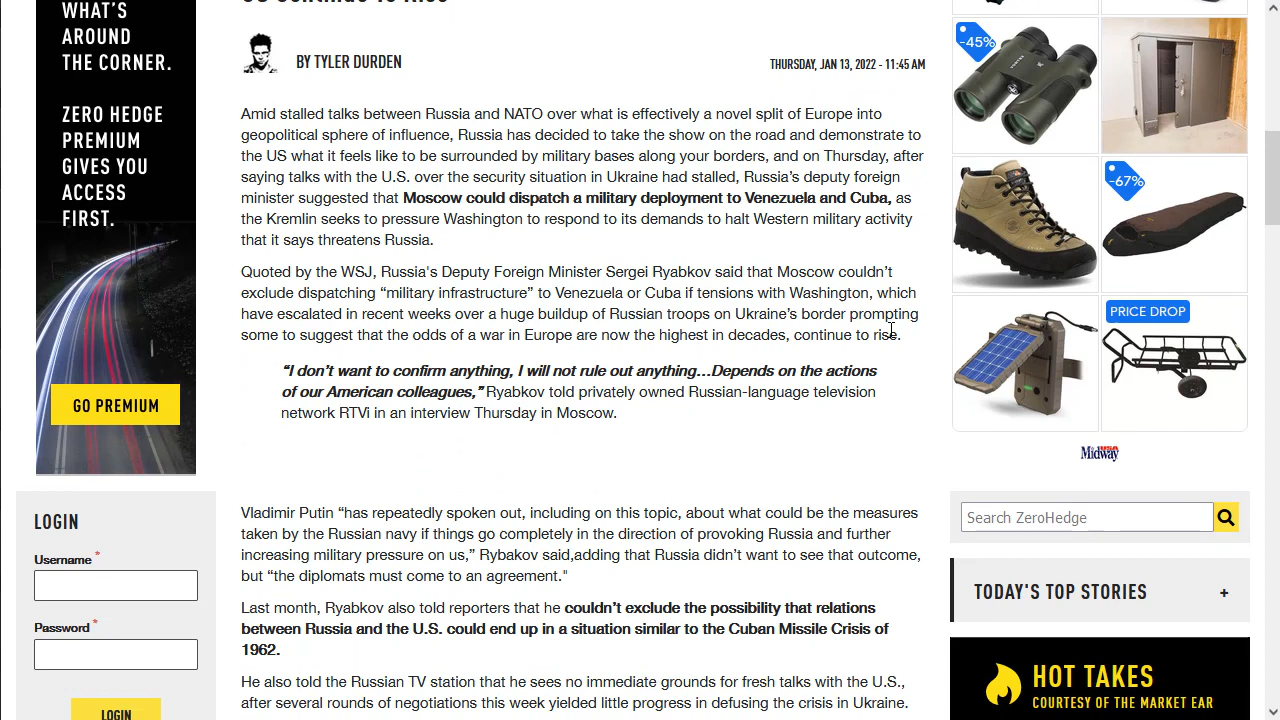 WHAT'S
AROUND
THE CORNER.
ZERO HEDGE
PREMIUM
GIVES YOU
ACCESS
FIRST.
GO PREMIUM
LOGIN
Username *
Password *
LOGIN
BY TYLER DURDEN
THURSDAY, JAN 13, 2022 - 11:45 AM
Amid stalled talks between Russia and NATO over what is effectively a novel split of Europe into
geopolitical sphere of influence, Russia has decided to take the show on the road and demonstrate to
the US what it feels like to be surrounded by military bases along your borders, and on Thursday, after
saying talks with the U.S. over the security situation in Ukraine had stalled, Russia's deputy foreign
minister suggested that Moscow could dispatch a military deployment to Venezuela and Cuba, as
the Kremlin seeks to pressure Washington to respond to its demands to halt Western military activity
that it says threatens Russia.
Quoted by the WSJ, Russia's Deputy Foreign Minister Sergei Ryabkov said that Moscow couldn't
exclude dispatching “military infrastructure” to Venezuela or Cuba if tensions with Washington, which
have escalated in recent weeks over a huge buildup of Russian troops on Ukraine's border prompting
some to suggest that the odds of a war in Europe are now the highest in decades, continue to rise.
“I don't want to confirm anything, I will not rule out anything…Depends on the actions
of our American colleagues,” Ryabkov told privately owned Russian-language television
network RTVi in an interview Thursday in Moscow.
Vladimir Putin “has repeatedly spoken out, including on this topic, about what could be the measures
taken by the Russian navy if things go completely in the direction of provoking Russia and further
increasing military pressure on us,” Rybakov said,adding that Russia didn't want to see that outcome,
but “the diplomats must come to an agreement."
Last month, Ryabkov also told reporters that he couldn't exclude the possibility that relations
between Russia and the U.S. could end up in a situation similar to the Cuban Missile Crisis of
1962.
He also told the Russian TV station that he sees no immediate grounds for fresh talks with the U.S.,
after several rounds of negotiations this week yielded little progress in defusing the crisis in Ukraine.
-45%
-67%
PRICE DROP
MidwayUSA
Search ZeroHedge
TODAY'S TOP STORIES +
HOT TAKES
COURTESY OF THE MARKET EAR